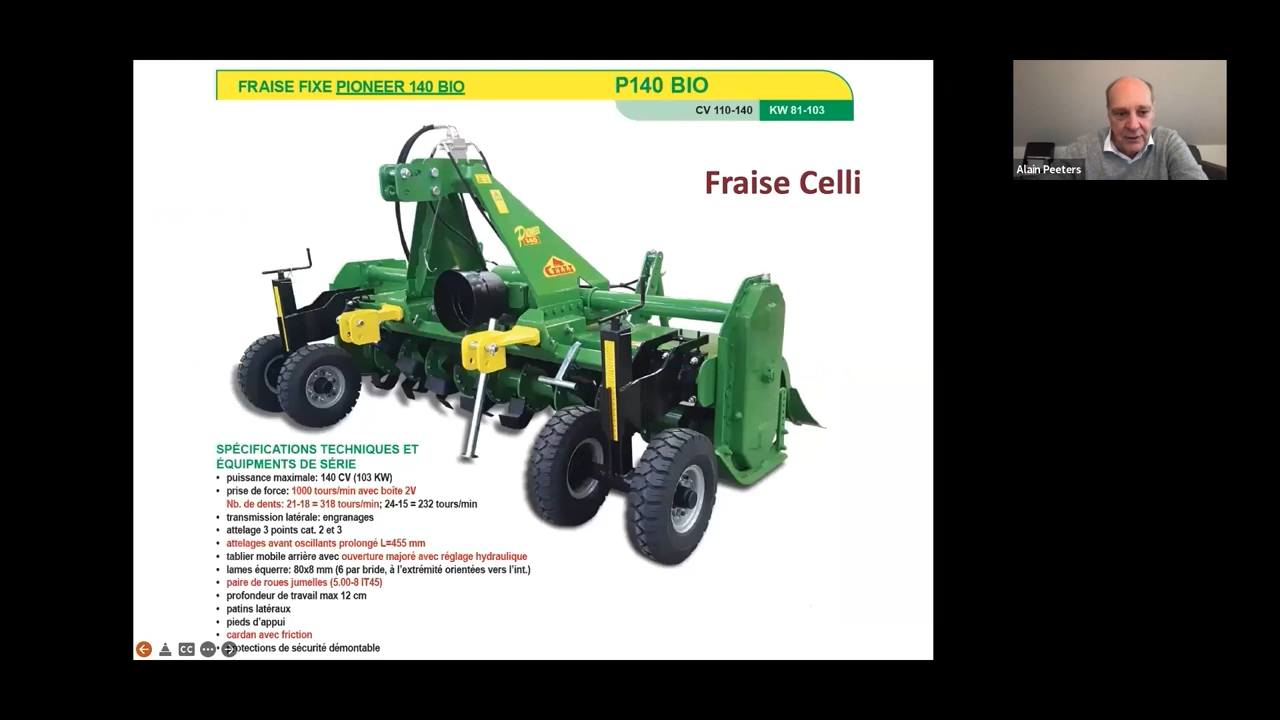 FRAISE FIXE PIONEER 140 BIO
P140 BIO
CV 110-140
KW 81-103
Fraise Celli
Alain Peeters
PIONEER
140
SPÉCIFICATIONS TECHNIQUES ET
ÉQUIPMENTS DE SÉRIE
• puissance maximale: 140 CV (103 KW)
• prise de force: 1000 tours/min avec boîte 2V
Nb. de dents: 21-18 = 318 tours/min; 24-15 = 232 tours/min
• transmission latérale: engranages
• attelage 3 points cat. 2 et 3
• attelages avant oscillants prolongé L=455 mm
• tablier mobile arrière avec ouverture majoré avec réglage hydraulique
• lames équerre: 80x8 mm (6 par bride, à l'extrémité orientées vers l'int.)
• paire de roues jumelles (5.00-8 IT45)
• profondeur de travail max 12 cm
• patins latéraux
• pieds d'appui
• cardan avec friction
• protections de sécurité démontable
CC